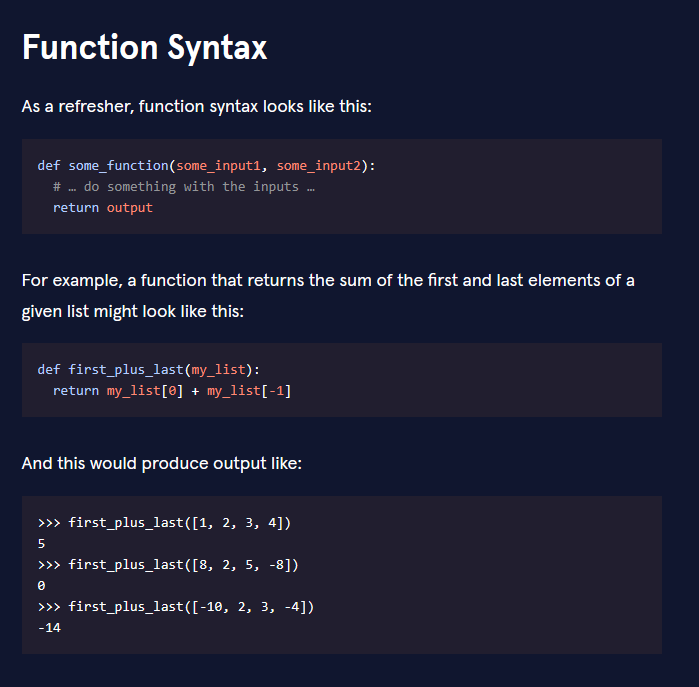 Function Syntax
As a refresher, function syntax looks like this:
def some_function(some_input1, some_input2):
  # … do something with the inputs …
  return output
For example, a function that returns the sum of the first and last elements of a
given list might look like this:
def first_plus_last(my_list):
  return my_list[0] + my_list[-1]
And this would produce output like:
>>> first_plus_last([1, 2, 3, 4])
5
>>> first_plus_last([8, 2, 5, -8])
0
>>> first_plus_last([-10, 2, 3, -4])
-14